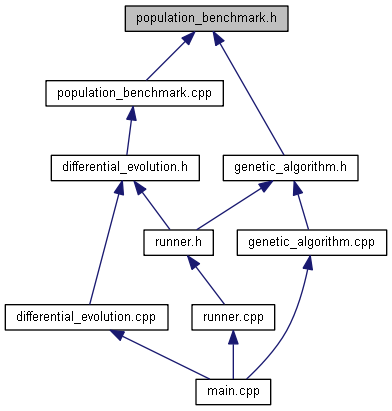 population_benchmark.h
population_benchmark.cpp
differential_evolution.h
genetic_algorithm.h
runner.h
genetic_algorithm.cpp
differential_evolution.cpp
runner.cpp
main.cpp